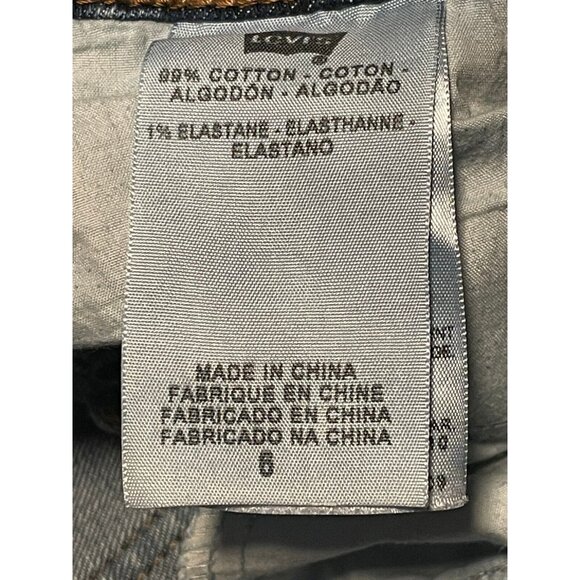 LEVI'S
®
99% COTTON - COTON -
ALGODÓN - ALGODÃO
1% ELASTANE - ELASTHANNE -
ELASTANO
MADE IN CHINA
FABRIQUE EN CHINE
FABRICADO EN CHINA
FABRICADO NA CHINA
6